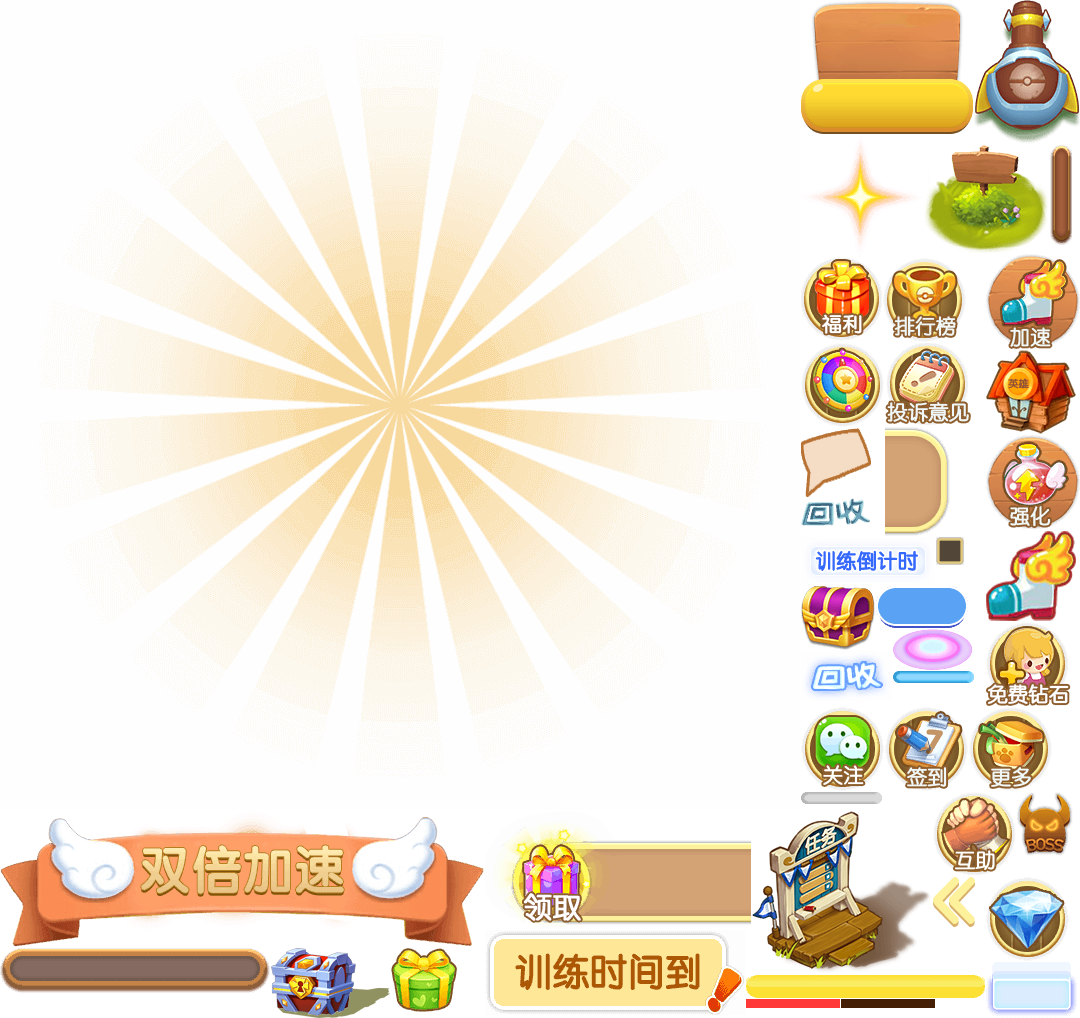 福利
排行榜
加速
投诉意见
英雄
回收
强化
训练倒计时
回收
免费钻石
关注
签到
7
更多
双倍加速
领取
任务
互助
BOSS
训练时间到